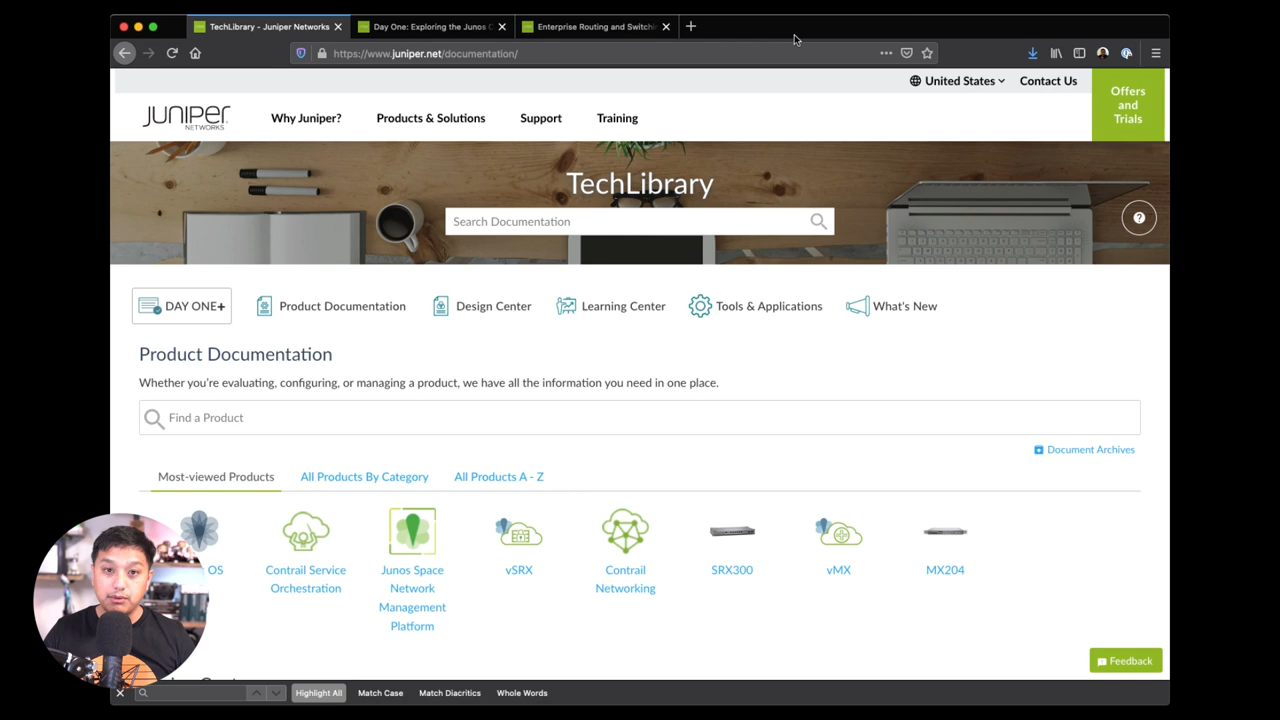 TechLibrary - Juniper Networks
Day One: Exploring the Junos
Enterprise Routing and Switchin
https://www.juniper.net/documentation/
United States
Contact Us
Offers
and
Trials
JUNIPER
NETWORKS
Why Juniper?
Products & Solutions
Support
Training
TechLibrary
Search Documentation
DAY ONE+
Product Documentation
Design Center
Learning Center
Tools & Applications
What's New
Product Documentation
Whether you're evaluating, configuring, or managing a product, we have all the information you need in one place.
Find a Product
Document Archives
Most-viewed Products
All Products By Category
All Products A - Z
OS
Contrail Service
Orchestration
Junos Space
Network
Management
Platform
vSRX
Contrail
Networking
SRX300
vMX
MX204
Feedback
Highlight All
Match Case
Match Diacritics
Whole Words